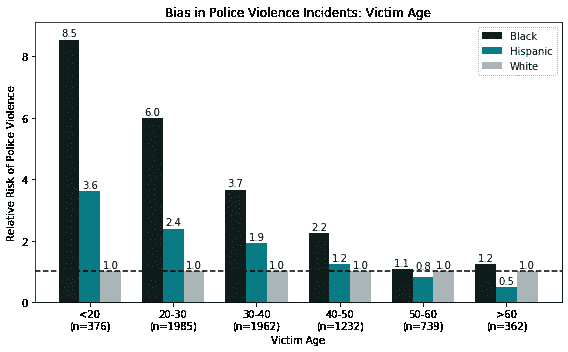 Bias in Police Violence Incidents: Victim Age
Relative Risk of Police Violence
8
6
4
2
0
Black
Hispanic
White
8.5
3.6
1.0
6.0
2.4
1.0
3.7
1.9
1.0
2.2
1.2
1.0
1.1
0.8
1.0
1.2
0.5
1.0
<20
(n=376)
20-30
(n=1985)
30-40
(n=1962)
40-50
(n=1232)
50-60
(n=739)
>60
(n=362)
Victim Age